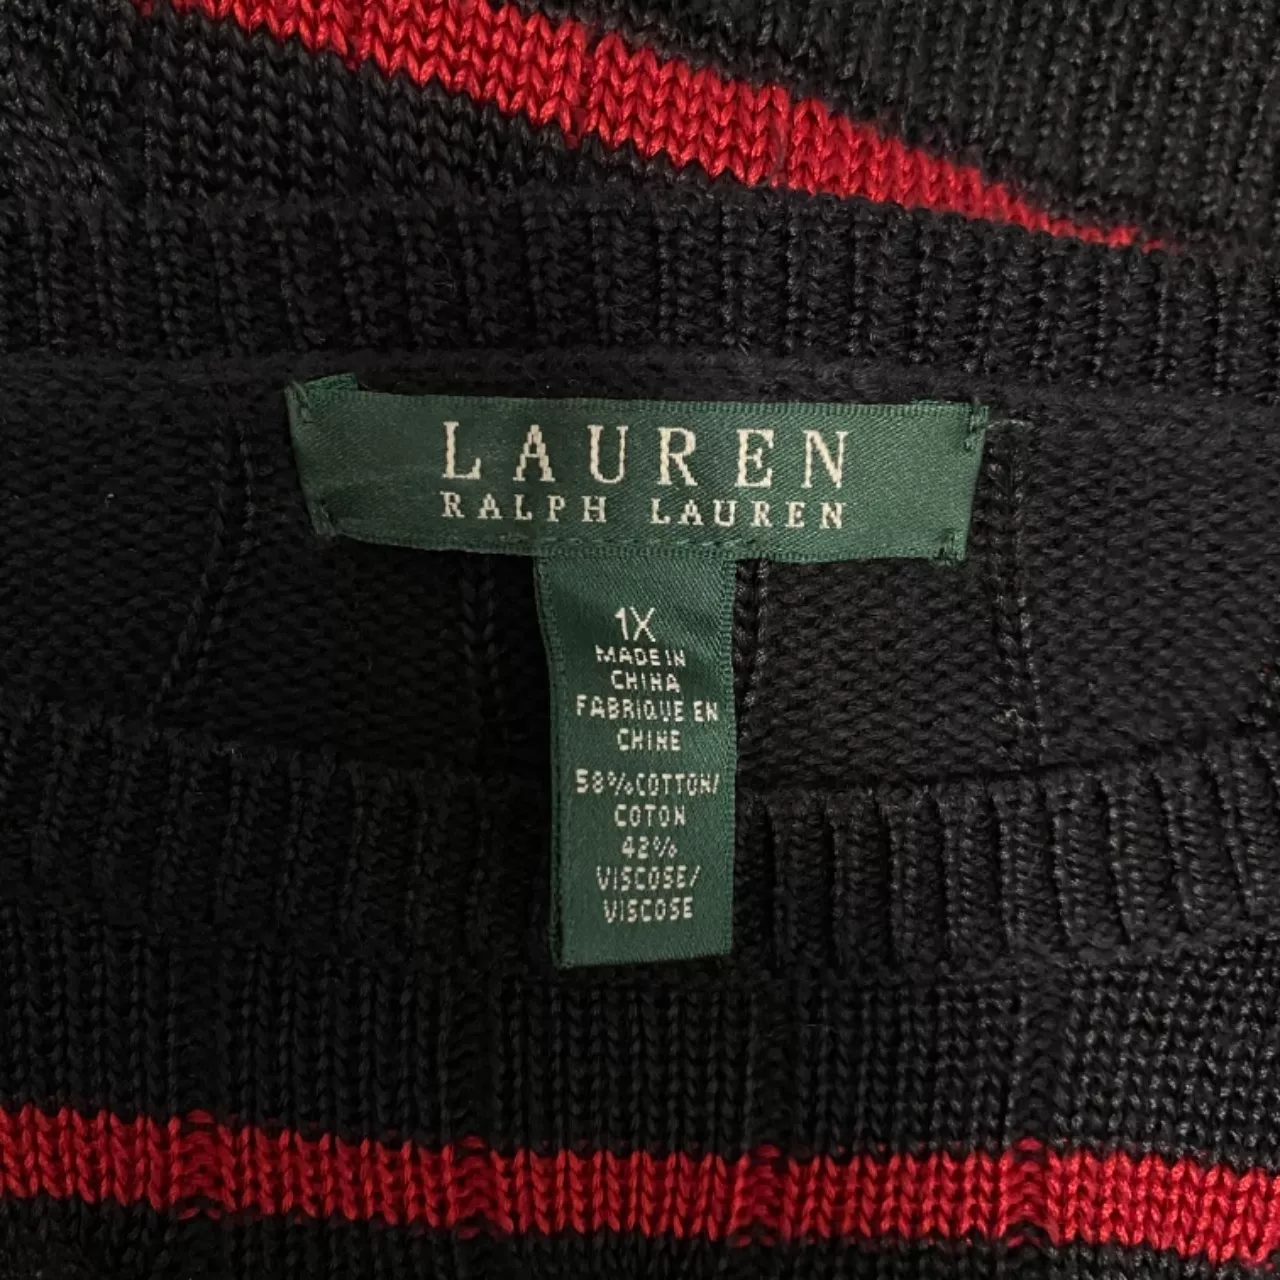 LAUREN
RALPH LAUREN
1X
MADE IN
CHINA
FABRIQUE EN
CHINE
58% COTTON/
COTON
42%
VISCOSE/
VISCOSE